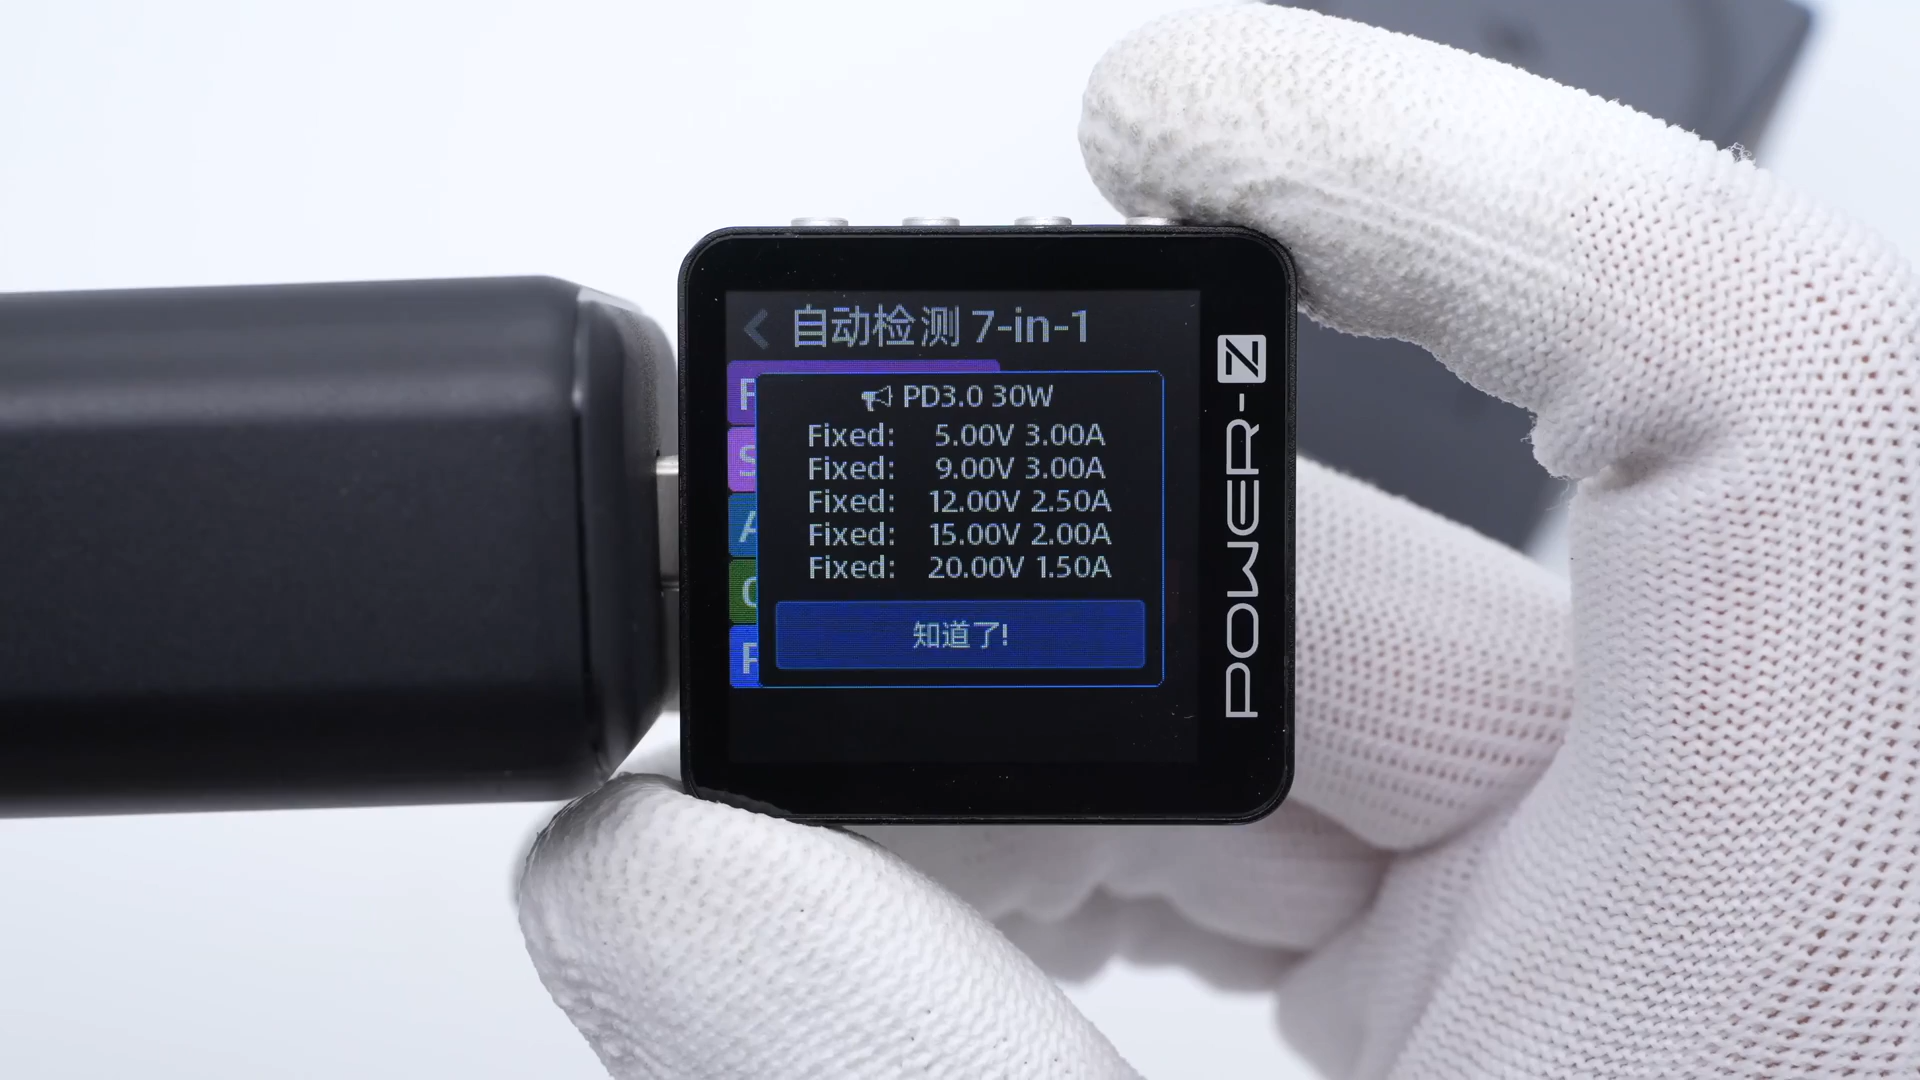 自动检测 7-in-1
PD3.0 30W
Fixed: 5.00V 3.00A
Fixed: 9.00V 3.00A
Fixed: 12.00V 2.50A
Fixed: 15.00V 2.00A
Fixed: 20.00V 1.50A
知道了!
POWER-Z